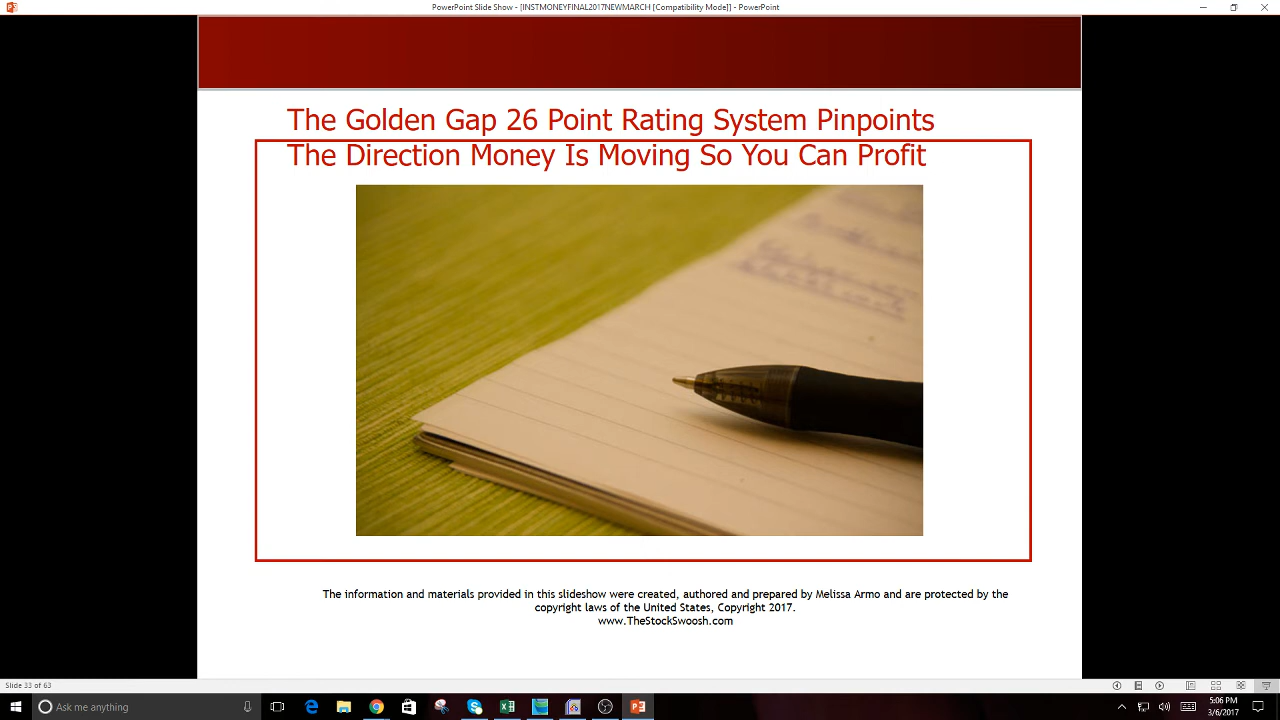 PowerPoint Slide Show - [INSTMONEYFINAL2017NEWMARCH [Compatibility Mode]] - PowerPoint
The Golden Gap 26 Point Rating System Pinpoints
The Direction Money Is Moving So You Can Profit
The information and materials provided in this slideshow were created, authored and prepared by Melissa Armo and are protected by the
copyright laws of the United States, Copyright 2017.
www.TheStockSwoosh.com
Slide 33 of 63
Ask me anything
5:06 PM
3/6/2017